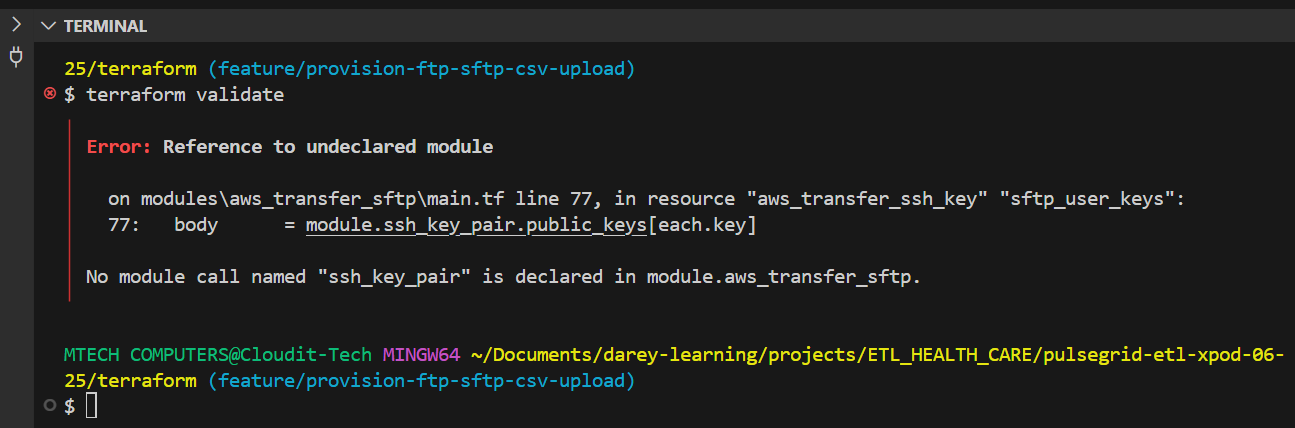 TERMINAL
25/terraform (feature/provision-ftp-sftp-csv-upload)
$ terraform validate
Error: Reference to undeclared module
on modules\aws_transfer_sftp\main.tf line 77, in resource "aws_transfer_ssh_key" "sftp_user_keys":
77:   body      = module.ssh_key_pair.public_keys[each.key]
No module call named "ssh_key_pair" is declared in module.aws_transfer_sftp.
MTECH COMPUTERS@Cloudit-Tech MINGW64 ~/Documents/darey-learning/projects/ETL_HEALTH_CARE/pulsegrid-etl-xpod-06-
25/terraform (feature/provision-ftp-sftp-csv-upload)
$